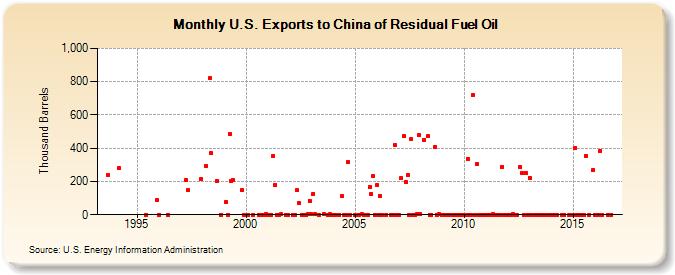 Monthly U.S. Exports to China of Residual Fuel Oil
Thousand Barrels
1,000
800
600
400
200
0
1995 2000 2005 2010 2015
Source: U.S. Energy Information Administration